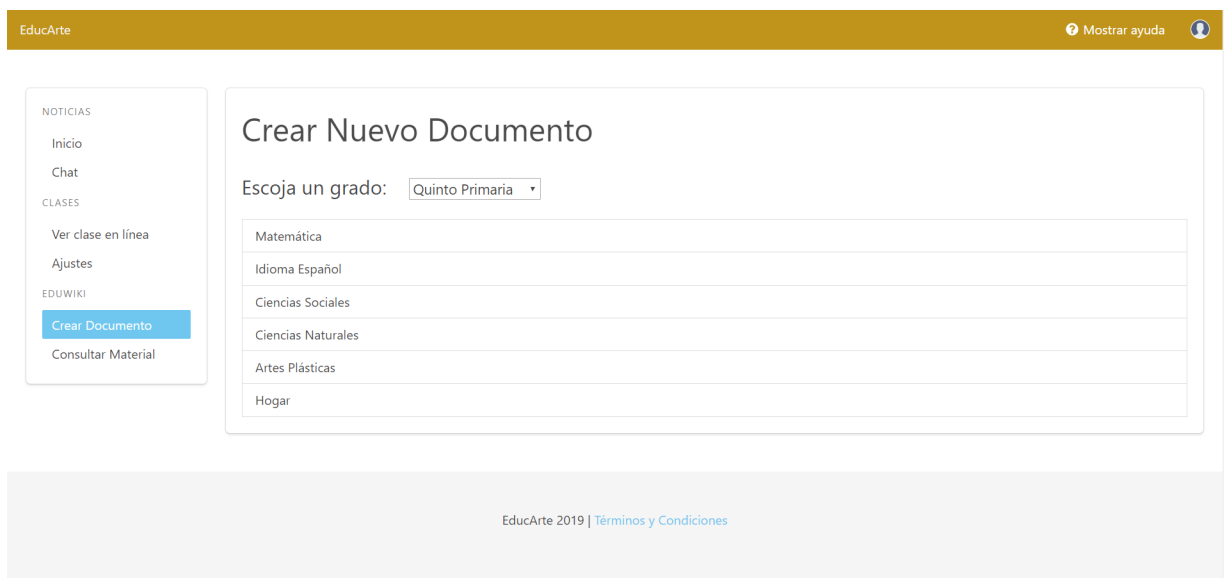 EducArte
Mostrar ayuda
NOTICIAS
Inicio
Chat
CLASES
Ver clase en línea
Ajustes
EDUWIKI
Crear Documento
Consultar Material
Crear Nuevo Documento
Escoja un grado: Quinto Primaria
Matemática
Idioma Español
Ciencias Sociales
Ciencias Naturales
Artes Plásticas
Hogar
EducArte 2019 | Términos y Condiciones